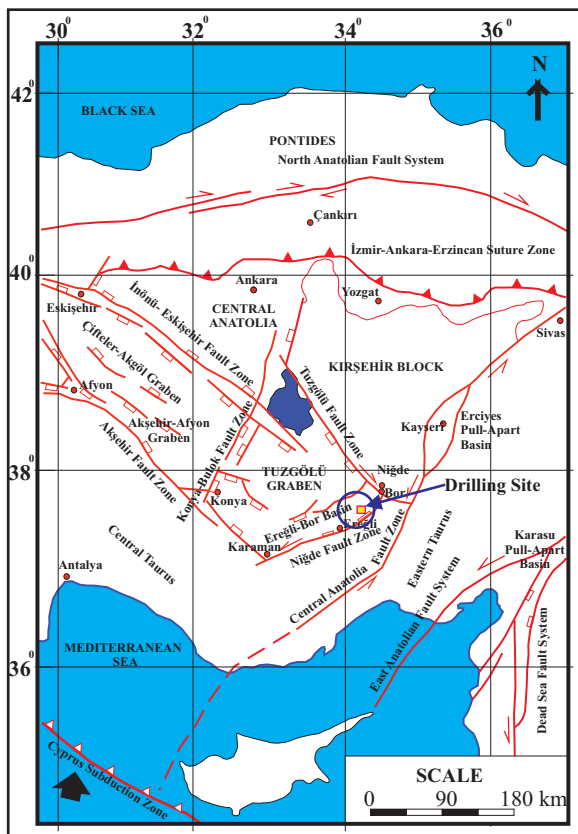 30⁰ 32⁰ 34⁰ 36⁰
42⁰
N
BLACK SEA
PONTIDES
North Anatolian Fault System
Çankırı
İzmir-Ankara-Erzincan Suture Zone
40⁰
Ankara
Yozgat
Eskişehir
İnönü- Eskişehir Fault Zone
CENTRAL
ANATOLIA
Sivas
Çifteler-Akgöl Graben
KIRŞEHİR BLOCK
Tuzgölü Fault Zone
Afyon
Akşehir-Afyon
Graben
Kayseri
Erciyes
Pull-Apart
Basin
Akşehir Fault Zone
Konya-Bulok Fault Zone
38⁰
TUZGÖLÜ
GRABEN
Niğde
Bor
Drilling Site
Konya
Ereğli-Bor Basin
Ereğli
Karaman
Niğde Fault Zone
Central Anatolia Fault Zone
Eastern Taurus
Karasu
Pull-Apart
Basin
Central Taurus
Antalya
MEDITERRANEAN
SEA
36⁰
East Anatolian Fault System
Dead Sea Fault System
Cyprus Subduction Zone
SCALE
0 90 180 km